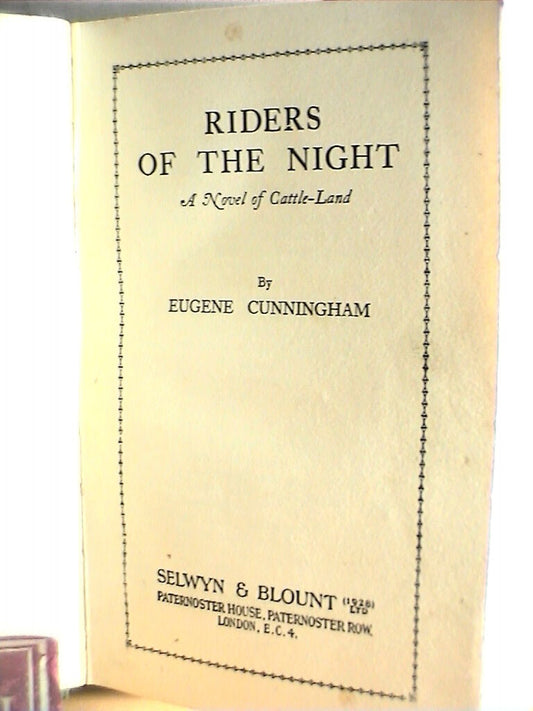 RIDERS
OF THE NIGHT
A Novel of Cattle-Land
By
EUGENE CUNNINGHAM
SELWYN & BLOUNT (1926) LTD
PATERNOSTER HOUSE, PATERNOSTER ROW,
LONDON, E.C.4.